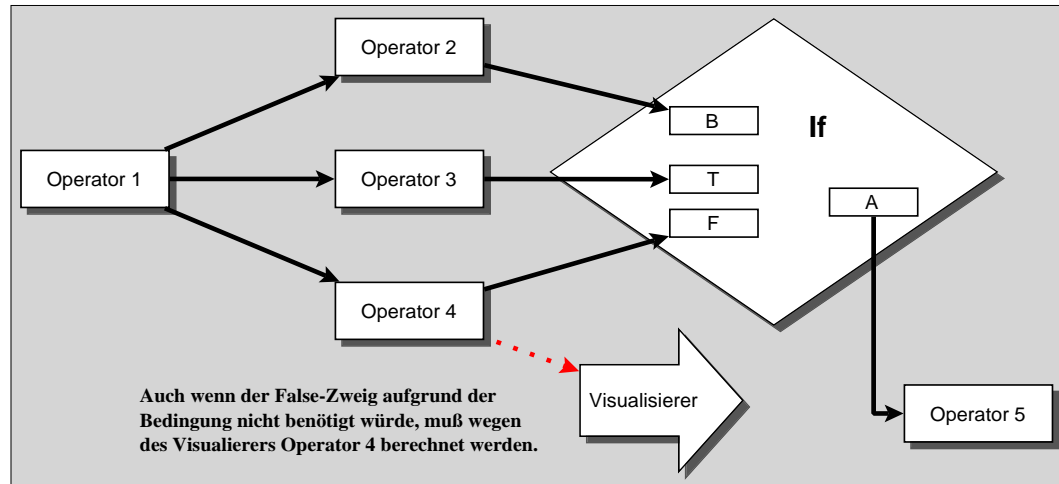 Operator 2
B
If
Operator 1
Operator 3
T
A
F
Operator 4
Visualisierer
Operator 5
Auch wenn der False-Zweig aufgrund der
Bedingung nicht benötigt würde, muß wegen
des Visualierers Operator 4 berechnet werden.